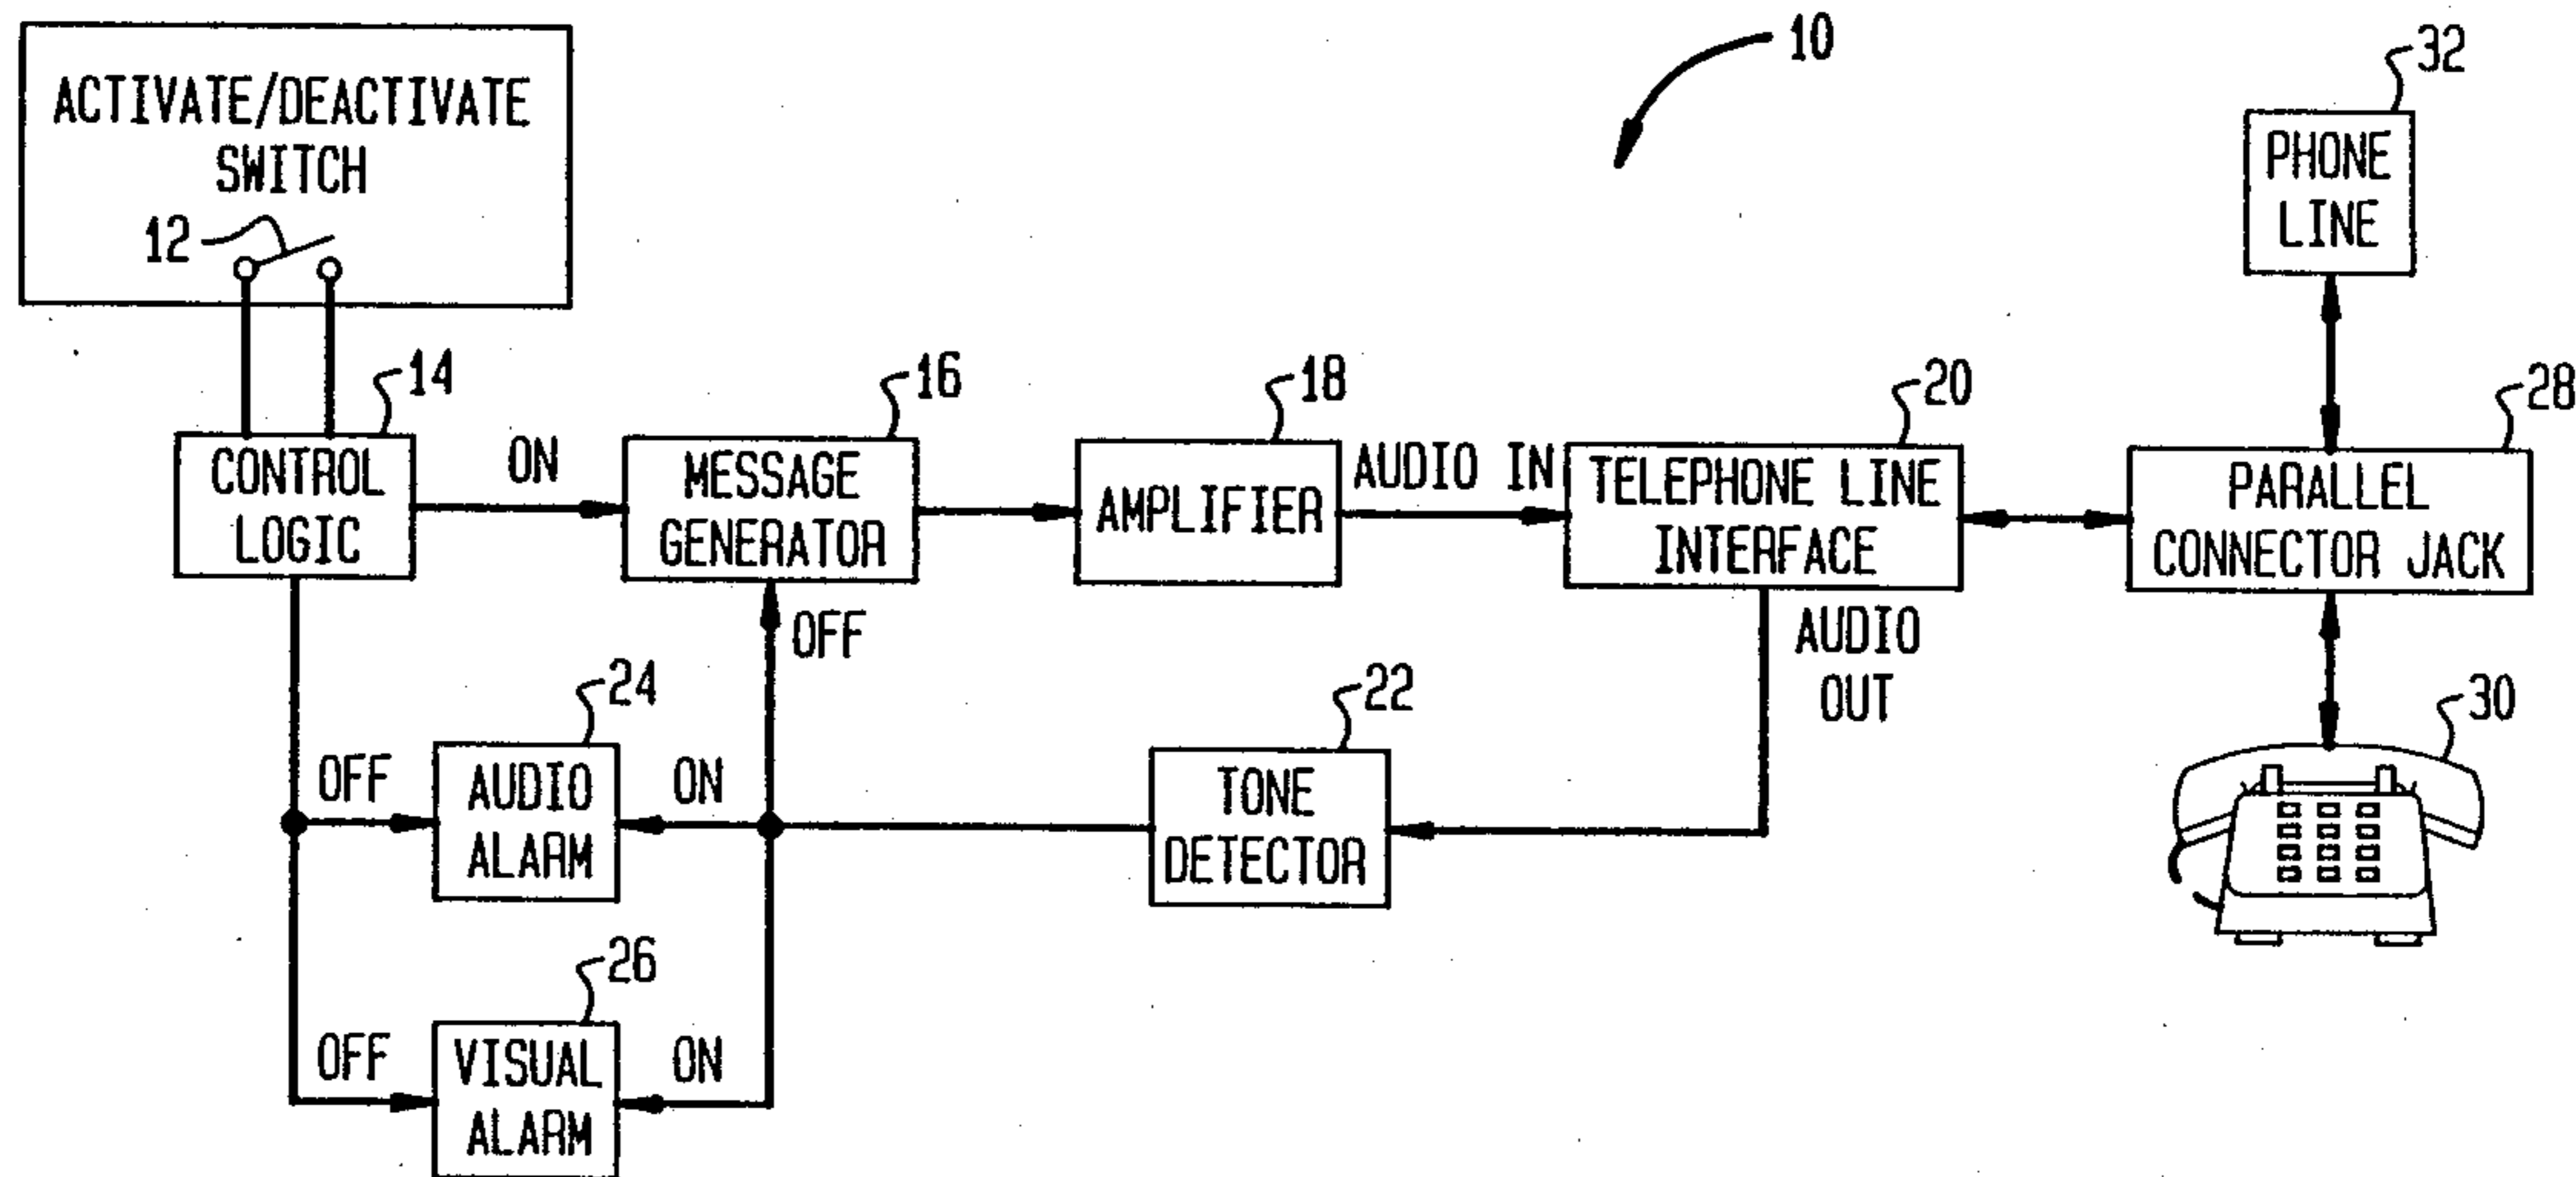 ACTIVATE/DEACTIVATE
SWITCH
12
10
32
PHONE
LINE
14
CONTROL
LOGIC
ON
16
MESSAGE
GENERATOR
18
AMPLIFIER
AUDIO IN
20
TELEPHONE LINE
INTERFACE
28
PARALLEL
CONNECTOR JACK
OFF
AUDIO
OUT
24
OFF
AUDIO
ALARM
ON
22
TONE
DETECTOR
30
26
OFF
VISUAL
ALARM
ON